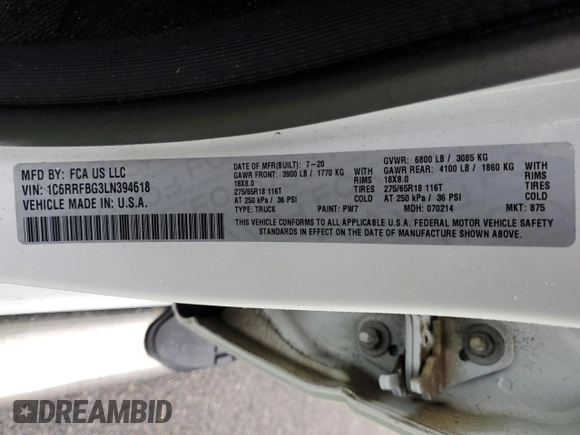 MFD BY: FCA US LLC
VIN: 1C6RRFBG3LN394618
VEHICLE MADE IN: U.S.A.
DATE OF MFR(BUILT): 7-20
GAWR FRONT: 3900 LB / 1770 KG WITH
18X8.0 RIMS
275/65R18 116T TIRES
AT 250 kPa / 36 PSI COLD
TYPE: TRUCK PAINT: PW7
GVWR: 6800 LB / 3085 KG
GAWR REAR: 4100 LB / 1860 KG WITH
18X8.0 RIMS
275/65R18 116T TIRES
AT 250 kPa / 36 PSI COLD
MDH: 070214 MKT: 875
THIS VEHICLE CONFORMS TO ALL APPLICABLE U.S.A. FEDERAL MOTOR VEHICLE SAFETY
STANDARDS IN EFFECT ON THE DATE OF MANUFACTURE SHOWN ABOVE
DREAMBID